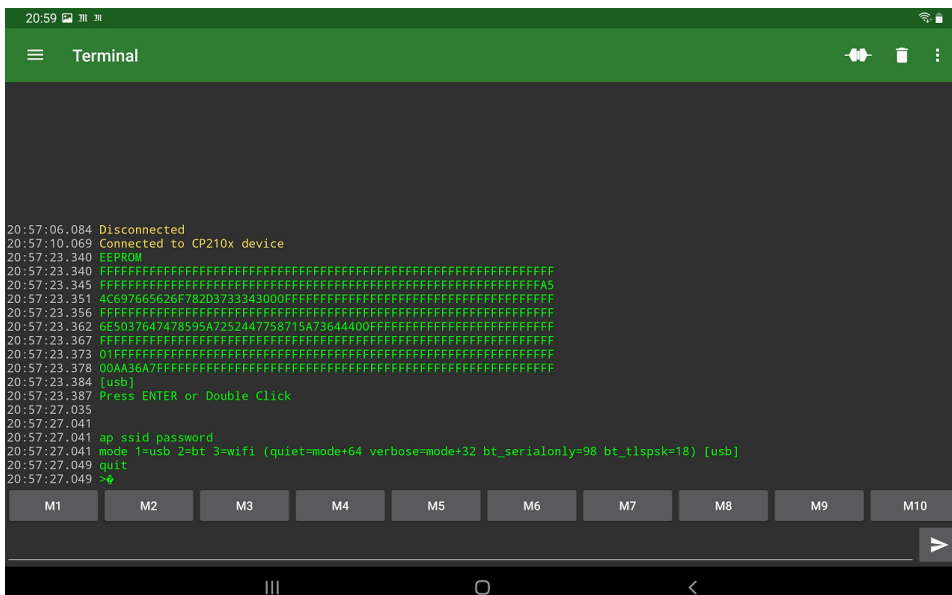 20:59
Terminal
20:57:06.084 Disconnected
20:57:10.069 Connected to CP210x device
20:57:23.340 EEPROM
20:57:23.340 FFFFFFFFFFFFFFFFFFFFFFFFFFFFFFFFFFFFFFFFFFFFFFFFFFFFFFFFFFFFFFFF
20:57:23.345 FFFFFFFFFFFFFFFFFFFFFFFFFFFFFFFFFFFFFFFFFFFFFFFFFFFFFFFFFFFFFFA5
20:57:23.351 4C697665626F782D3733343000FFFFFFFFFFFFFFFFFFFFFFFFFFFFFFFFFFFFFF
20:57:23.356 FFFFFFFFFFFFFFFFFFFFFFFFFFFFFFFFFFFFFFFFFFFFFFFFFFFFFFFFFFFFFFFF
20:57:23.362 6E5037647478595A7252447758715A73644400FFFFFFFFFFFFFFFFFFFFFFFFFF
20:57:23.367 FFFFFFFFFFFFFFFFFFFFFFFFFFFFFFFFFFFFFFFFFFFFFFFFFFFFFFFFFFFFFFFF
20:57:23.373 01FFFFFFFFFFFFFFFFFFFFFFFFFFFFFFFFFFFFFFFFFFFFFFFFFFFFFFFFFFFFFF
20:57:23.378 00AA36A7FFFFFFFFFFFFFFFFFFFFFFFFFFFFFFFFFFFFFFFFFFFFFFFFFFFFFFFF
20:57:23.384 [usb]
20:57:23.387 Press ENTER or Double Click
20:57:27.035
20:57:27.041
20:57:27.041 ap ssid password
20:57:27.041 mode 1=usb 2=bt 3=wifi (quiet=mode+64 verbose=mode+32 bt_serialonly=98 bt_tlspsk=18) [usb]
20:57:27.049 quit
20:57:27.049 >�
M1 M2 M3 M4 M5 M6 M7 M8 M9 M10